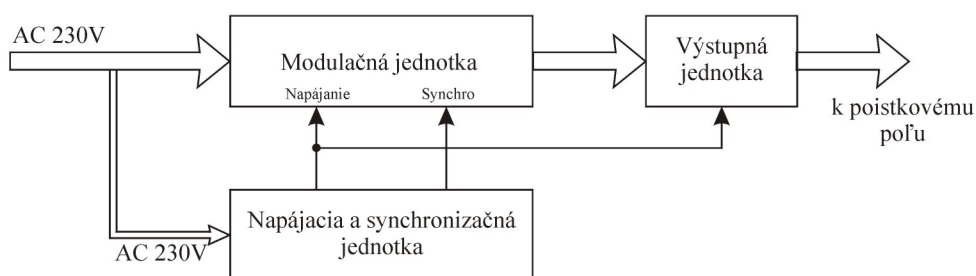 AC 230V
Modulačná jednotka
Napájanie
Synchro
Výstupná
jednotka
k poistkovému
poľu
Napájacia a synchronizačná
jednotka
AC 230V